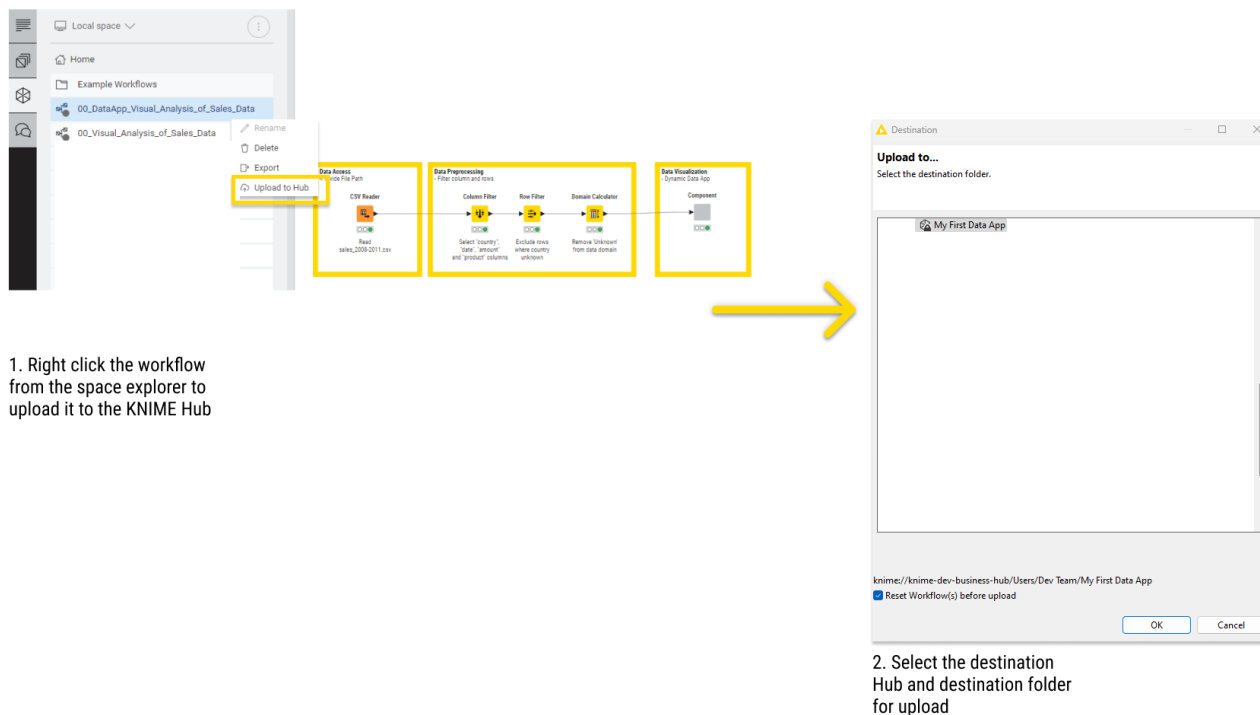 Local space
Home
Example Workflows
00_DataApp_Visual_Analysis_of_Sales_Data
00_Visual_Analysis_of_Sales_Data
Rename
Delete
Export
Upload to Hub
Data Access
File Path
CSV Reader
Read
sales_2008-2011.csv
Data Preprocessing
- Filter column and rows
Column Filter
Row Filter
Domain Calculator
Select "country",
"date", "amount"
and "product" columns
Exclude rows
where country
unknown
Remove 'Unknown'
from data domain
Data Visualization
- Dynamic Data App
Component
1. Right click the workflow
from the space explorer to
upload it to the KNIME Hub
Destination
Upload to...
Select the destination folder.
My First Data App
knime://knime-dev-business-hub/Users/Dev Team/My First Data App
Reset Workflow(s) before upload
OK
Cancel
2. Select the destination
Hub and destination folder
for upload